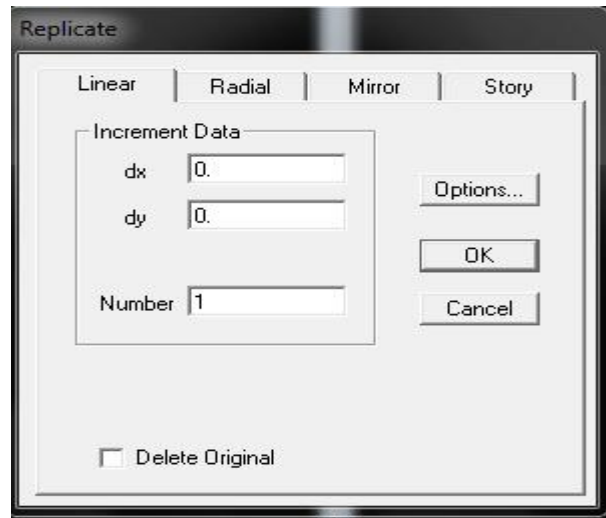 Replicate
Linear Radial Mirror Story
Increment Data
dx 0.
dy 0.
Number 1
Options...
OK
Cancel
Delete Original